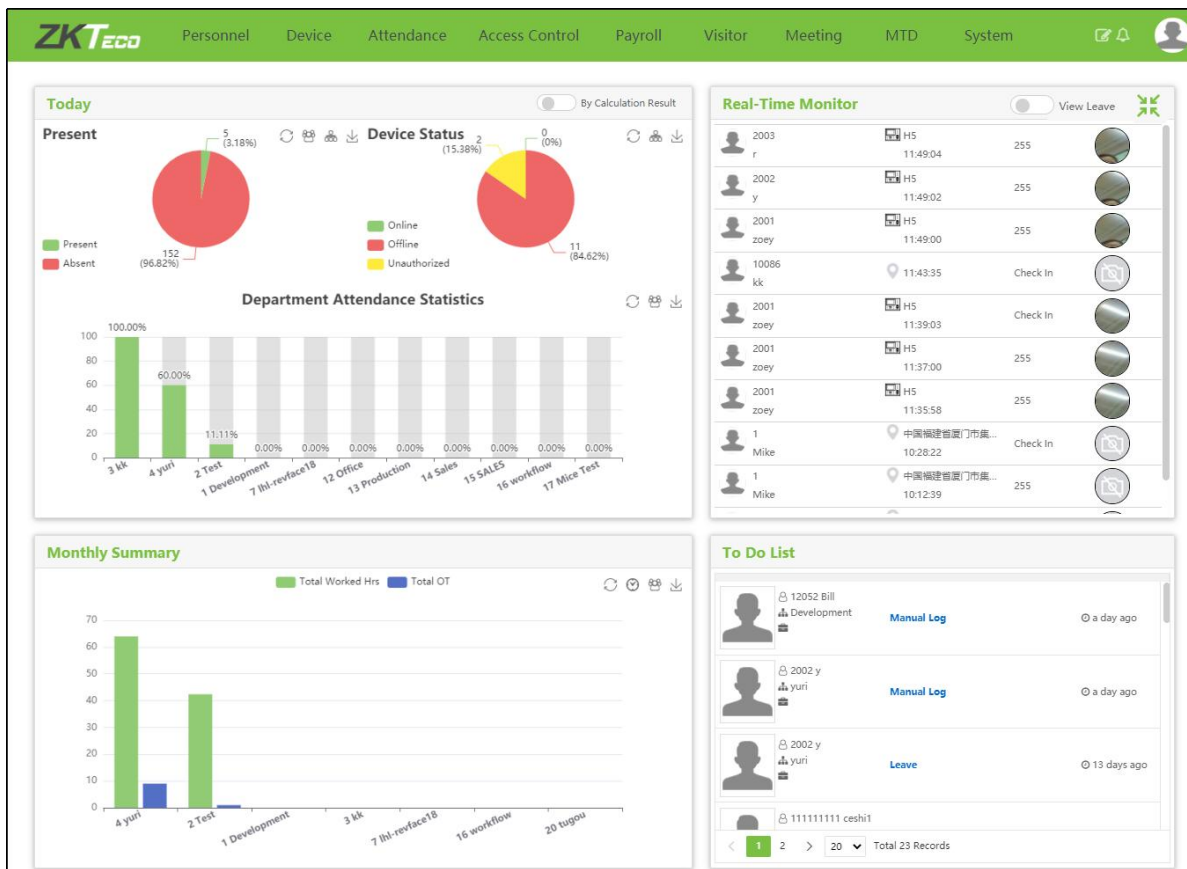 ZKTECO Personnel Device Attendance Access Control Payroll Visitor Meeting MTD System
Today By Calculation Result
Present
5
(3.18%)
Present
Absent
152
(96.82%)
Device Status
2
(15.38%)
0
(0%)
Online
Offline
Unauthorized
11
(84.62%)
Department Attendance Statistics
100
80
60
40
20
0
100.00%
60.00%
11.11%
0.00% 0.00% 0.00% 0.00% 0.00% 0.00% 0.00% 0.00%
3 kk 4 yuri 2 Test 1 Development 7 lhl-revface18 12 Office 13 Production 14 Sales 15 SALES 16 workflow 17 Mice Test
Real-Time Monitor View Leave
2003 H5
r 11:49:04 255
2002 H5
y 11:49:02 255
2001 H5
zoey 11:49:00 255
10086
kk 11:43:35 Check In
2001 H5
zoey 11:39:03 Check In
2001 H5
zoey 11:37:00 255
2001 H5
zoey 11:35:58 255
1 中国福建省厦门市集...
Mike 10:28:22 Check In
1 中国福建省厦门市集...
Mike 10:12:39 255
Monthly Summary
Total Worked Hrs Total OT
70
60
50
40
30
20
10
0
4 yuri 2 Test 1 Development 3 kk 7 lhl-revface18 16 workflow 20 tugou
To Do List
12052 Bill
Development Manual Log a day ago
2002 y
yuri Manual Log a day ago
2002 y
yuri Leave 13 days ago
111111111 ceshi1
< 1 2 > 20 Total 23 Records